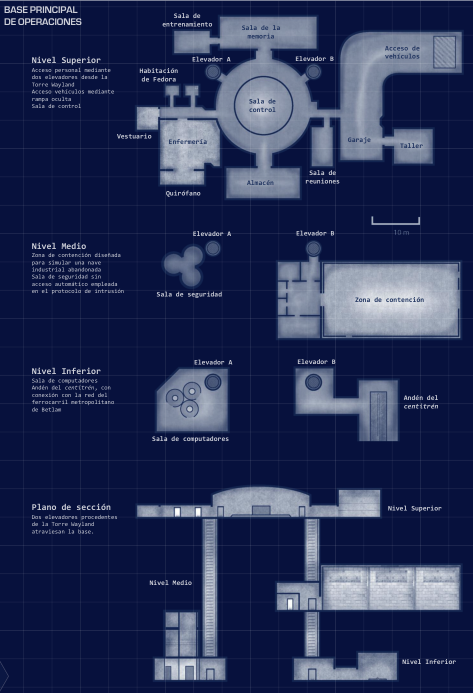 BASE PRINCIPAL
DE OPERACIONES
Nivel Superior
Acceso personal mediante
dos elevadores desde la
Torre Wayland
Acceso vehículos mediante
rampa oculta
Sala de control
Sala de
entrenamiento
Sala de la
memoria
Elevador A
Elevador B
Acceso de
vehículos
Habitación
de Fedora
Sala de
control
Vestuario
Enfermería
Garaje
Taller
Quirófano
Almacén
Sala de
reuniones
10 m
Nivel Medio
Zona de contención diseñada
para simular una nave
industrial abandonada
Sala de seguridad sin
acceso automático empleada
en el protocolo de intrusión
Elevador A
Elevador B
Sala de seguridad
Zona de contención
Nivel Inferior
Sala de computadores
Andén del centitrén, con
conexión con la red del
ferrocarril metropolitano
de Betlam
Elevador A
Elevador B
Andén del
centitrén
Sala de computadores
Plano de sección
Dos elevadores procedentes
de la Torre Wayland
atraviesan la base.
Nivel Superior
Nivel Medio
Nivel Inferior